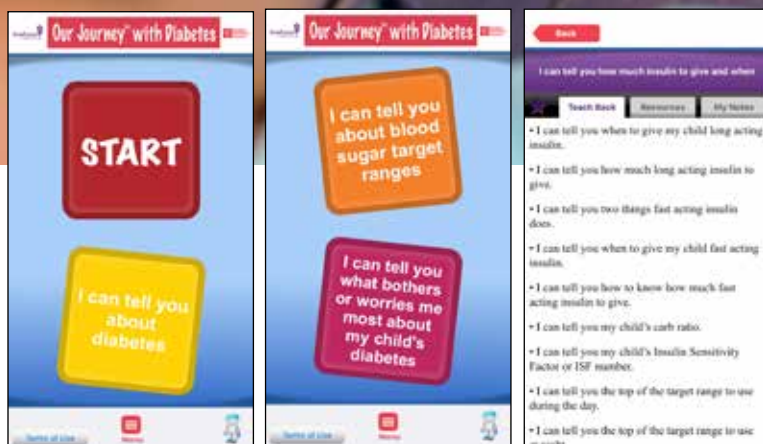 Our Journey™ with Diabetes
START
I can tell you
about
diabetes
Terms of Use
Menu
Our Journey™ with Diabetes
I can tell you
about blood
sugar target
ranges
I can tell you
what bothers
or worries me
most about
my child's
diabetes
Terms of Use
Menu
Back
I can tell you how much insulin to give and when
Teach Back
Resources
My Notes
• I can tell you when to give my child long acting
insulin.
• I can tell you how much long acting insulin to
give.
• I can tell you two things fast acting insulin
does.
• I can tell you when to give my child fast acting
insulin.
• I can tell you how to know how much fast
acting insulin to give.
• I can tell you my child's carb ratio.
• I can tell you my child's Insulin Sensitivity
Factor or ISF number.
• I can tell you the top of the target range to use
during the day.
• I can tell you the top of the target range to use